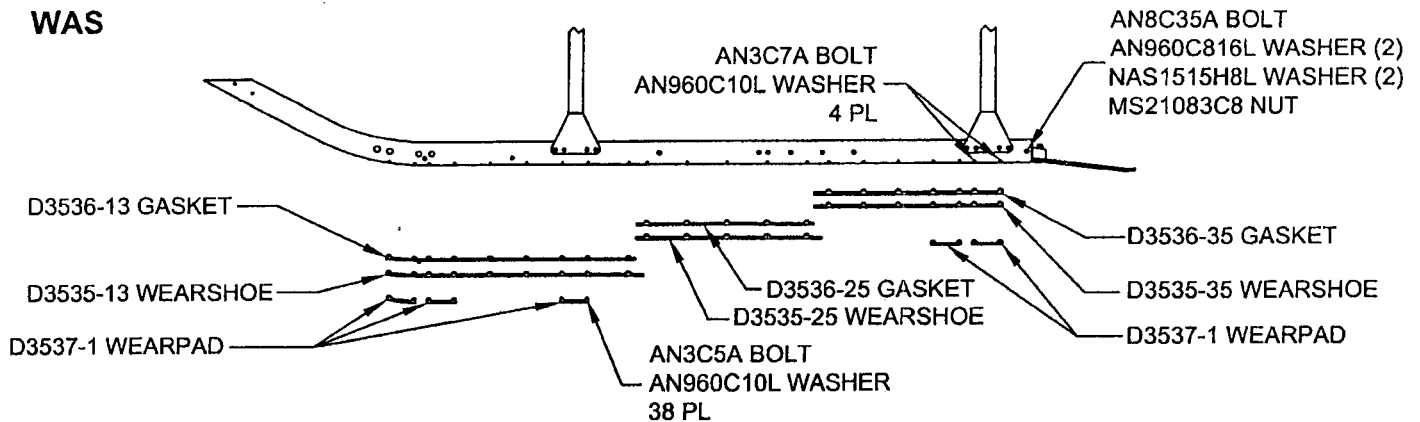 WAS
AN8C35A BOLT
AN960C816L WASHER (2)
NAS1515H8L WASHER (2)
MS21083C8 NUT
AN3C7A BOLT
AN960C10L WASHER
4 PL
D3536-13 GASKET
D3535-13 WEARSHOE
D3537-1 WEARPAD
D3536-25 GASKET
D3535-25 WEARSHOE
D3536-35 GASKET
D3535-35 WEARSHOE
D3537-1 WEARPAD
AN3C5A BOLT
AN960C10L WASHER
38 PL